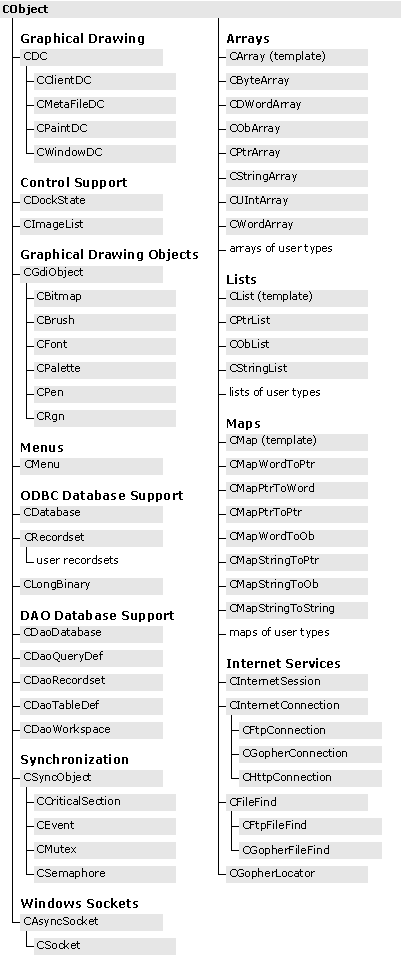 CObject
Graphical Drawing
CDC
CClientDC
CMetaFileDC
CPaintDC
CWindowDC
Control Support
CDockState
CImageList
Graphical Drawing Objects
CGdiObject
CBitmap
CBrush
CFont
CPalette
CPen
CRgn
Menus
CMenu
ODBC Database Support
CDatabase
CRecordset
user recordsets
CLongBinary
DAO Database Support
CDaoDatabase
CDaoQueryDef
CDaoRecordset
CDaoTableDef
CDaoWorkspace
Synchronization
CSyncObject
CCriticalSection
CEvent
CMutex
CSemaphore
Windows Sockets
CAsyncSocket
CSocket
Arrays
CArray (template)
CByteArray
CDWordArray
CObArray
CPtrArray
CStringArray
CUIntArray
CWordArray
arrays of user types
Lists
CList (template)
CPtrList
CObList
CStringList
lists of user types
Maps
CMap (template)
CMapWordToPtr
CMapPtrToWord
CMapPtrToPtr
CMapWordToOb
CMapStringToPtr
CMapStringToOb
CMapStringToString
maps of user types
Internet Services
CInternetSession
CInternetConnection
CFtpConnection
CGopherConnection
CHttpConnection
CFileFind
CFtpFileFind
CGopherFileFind
CGopherLocator